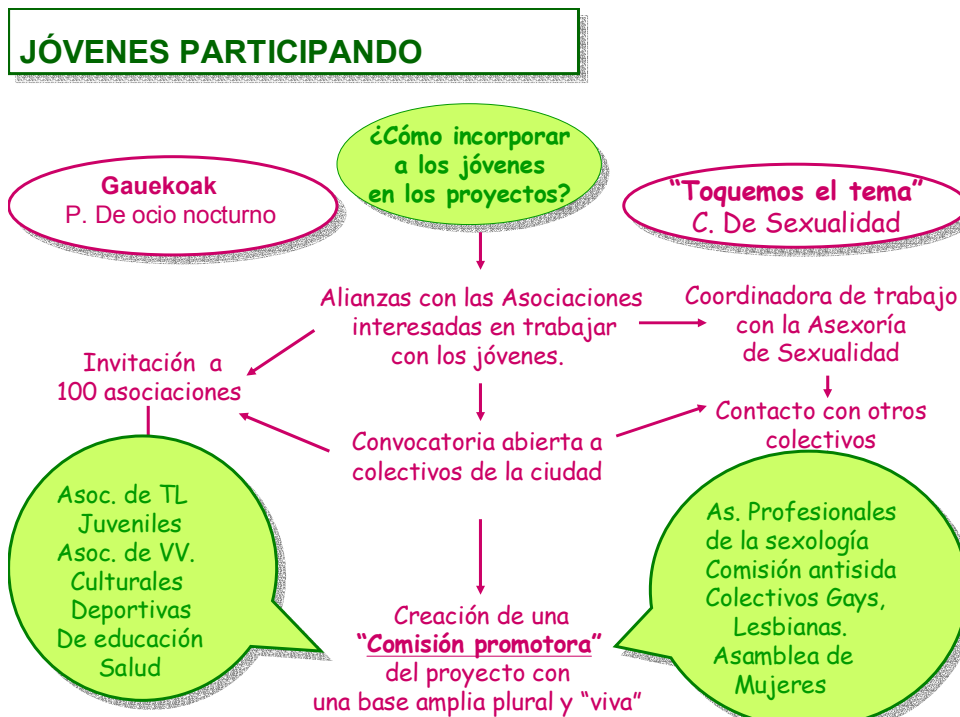 JÓVENES PARTICIPANDO
¿Cómo incorporar
a los jóvenes
en los proyectos?
Gauekoak
P. De ocio nocturno
“Toquemos el tema”
C. De Sexualidad
Alianzas con las Asociaciones
interesadas en trabajar
con los jóvenes.
Coordinadora de trabajo
con la Asexoría
de Sexualidad
Invitación a
100 asociaciones
Contacto con otros
colectivos
Convocatoria abierta a
colectivos de la ciudad
Asoc. de TL
Juveniles
Asoc. de VV.
Culturales
Deportivas
De educación
Salud
As. Profesionales
de la sexología
Comisión antisida
Colectivos Gays,
Lesbianas.
Asamblea de
Mujeres
Creación de una
“Comisión promotora”
del proyecto con
una base amplia plural y “viva”